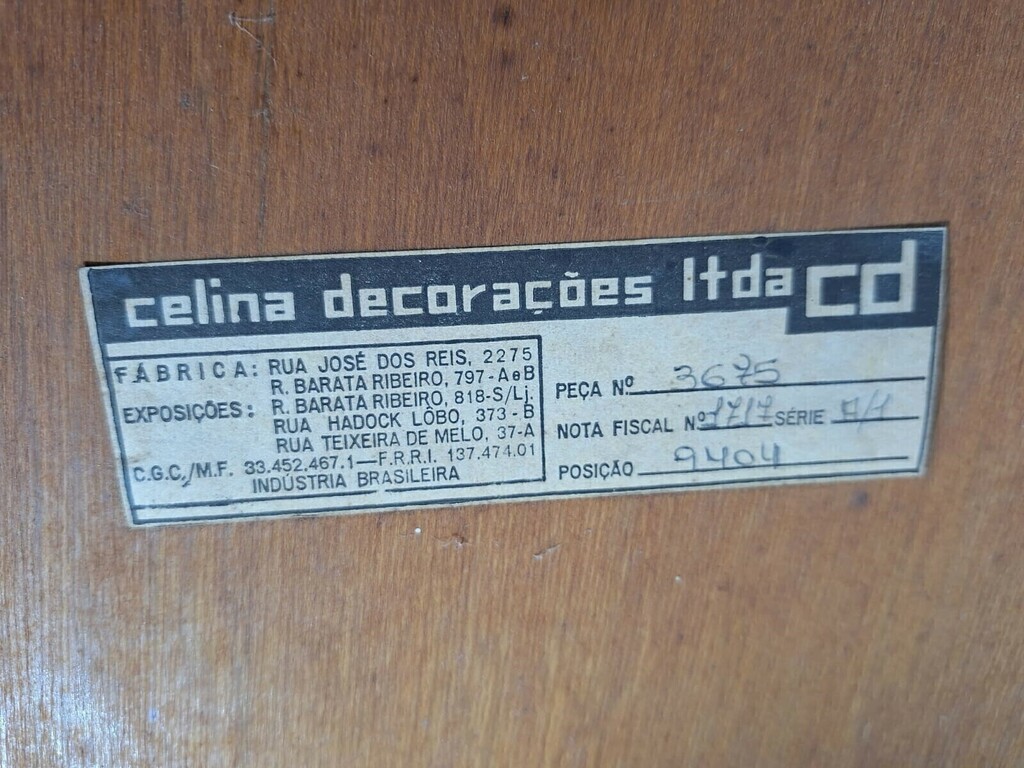 celina decorações ltda cd
FÁBRICA: RUA JOSÉ DOS REIS, 2275
R. BARATA RIBEIRO, 797-A e B
EXPOSIÇÕES: R. BARATA RIBEIRO, 818-S/Lj.
RUA HADOCK LÔBO, 373-B
RUA TEIXEIRA DE MELO, 37-A
C.G.C./M.F. 33.452.467.1—F.R.R.I. 137.474.01
INDÚSTRIA BRASILEIRA
PEÇA Nº 3675
NOTA FISCAL Nº 1717 SÉRIE A/1
POSIÇÃO 9404